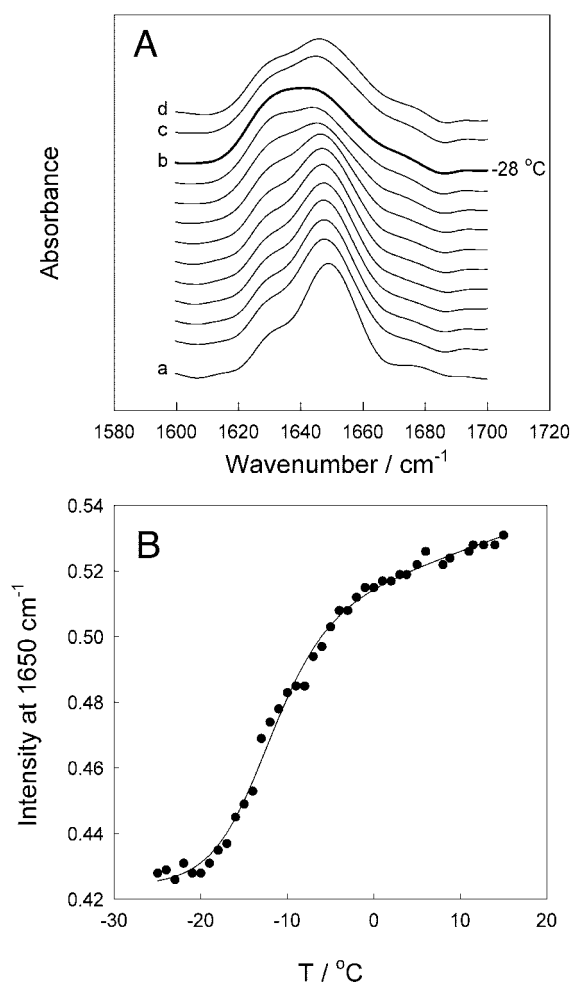 A
Absorbance
d
c
b
-28 °C
a
1580 1600 1620 1640 1660 1680 1700 1720
Wavenumber / cm⁻¹
B
Intensity at 1650 cm⁻¹
0.54
0.52
0.50
0.48
0.46
0.44
0.42
-30 -20 -10 0 10 20
T / °C